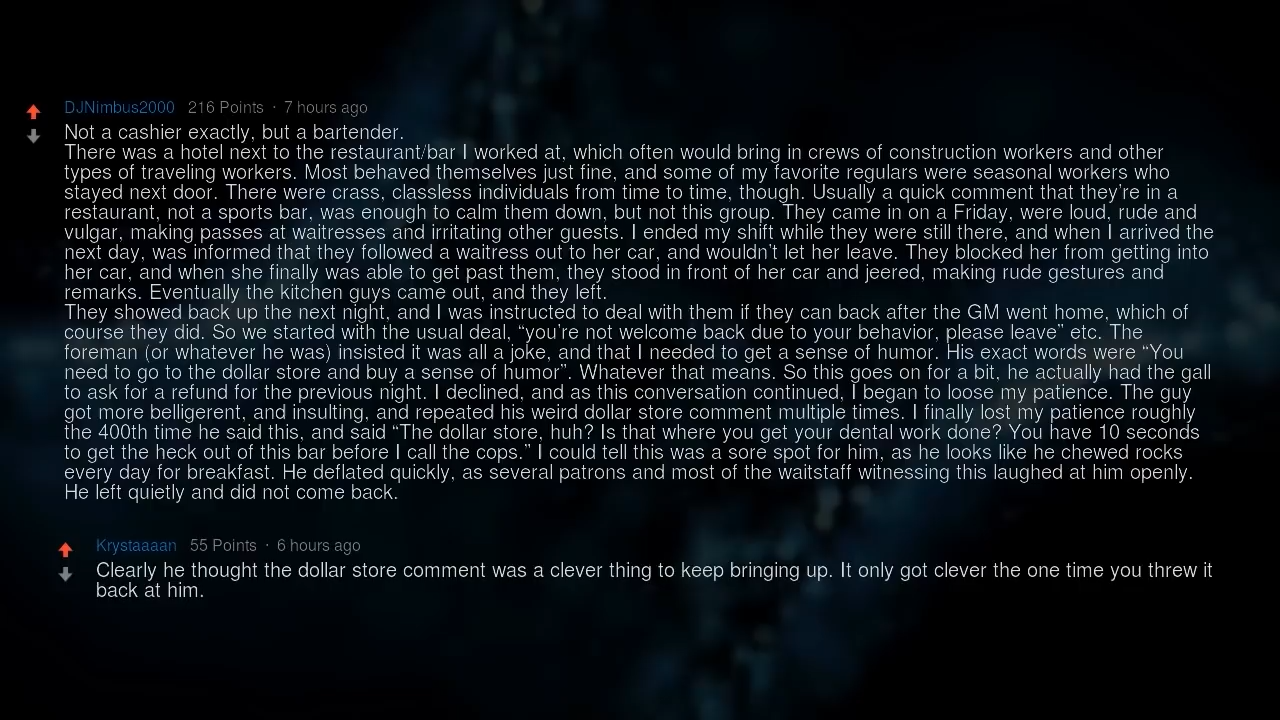 DJNimbus2000 216 Points · 7 hours ago
Not a cashier exactly, but a bartender.
There was a hotel next to the restaurant/bar I worked at, which often would bring in crews of construction workers and other
types of traveling workers. Most behaved themselves just fine, and some of my favorite regulars were seasonal workers who
stayed next door. There were crass, classless individuals from time to time, though. Usually a quick comment that they're in a
restaurant, not a sports bar, was enough to calm them down, but not this group. They came in on a Friday, were loud, rude and
vulgar, making passes at waitresses and irritating other guests. I ended my shift while they were still there, and when I arrived the
next day, was informed that they followed a waitress out to her car, and wouldn't let her leave. They blocked her from getting into
her car, and when she finally was able to get past them, they stood in front of her car and jeered, making rude gestures and
remarks. Eventually the kitchen guys came out, and they left.
They showed back up the next night, and I was instructed to deal with them if they can back after the GM went home, which of
course they did. So we started with the usual deal, “you're not welcome back due to your behavior, please leave” etc. The
foreman (or whatever he was) insisted it was all a joke, and that I needed to get a sense of humor. His exact words were “You
need to go to the dollar store and buy a sense of humor”. Whatever that means. So this goes on for a bit, he actually had the gall
to ask for a refund for the previous night. I declined, and as this conversation continued, I began to loose my patience. The guy
got more belligerent, and insulting, and repeated his weird dollar store comment multiple times. I finally lost my patience roughly
the 400th time he said this, and said “The dollar store, huh? Is that where you get your dental work done? You have 10 seconds
to get the heck out of this bar before I call the cops.” I could tell this was a sore spot for him, as he looks like he chewed rocks
every day for breakfast. He deflated quickly, as several patrons and most of the waitstaff witnessing this laughed at him openly.
He left quietly and did not come back.
Krystaaaan 55 Points · 6 hours ago
Clearly he thought the dollar store comment was a clever thing to keep bringing up. It only got clever the one time you threw it
back at him.